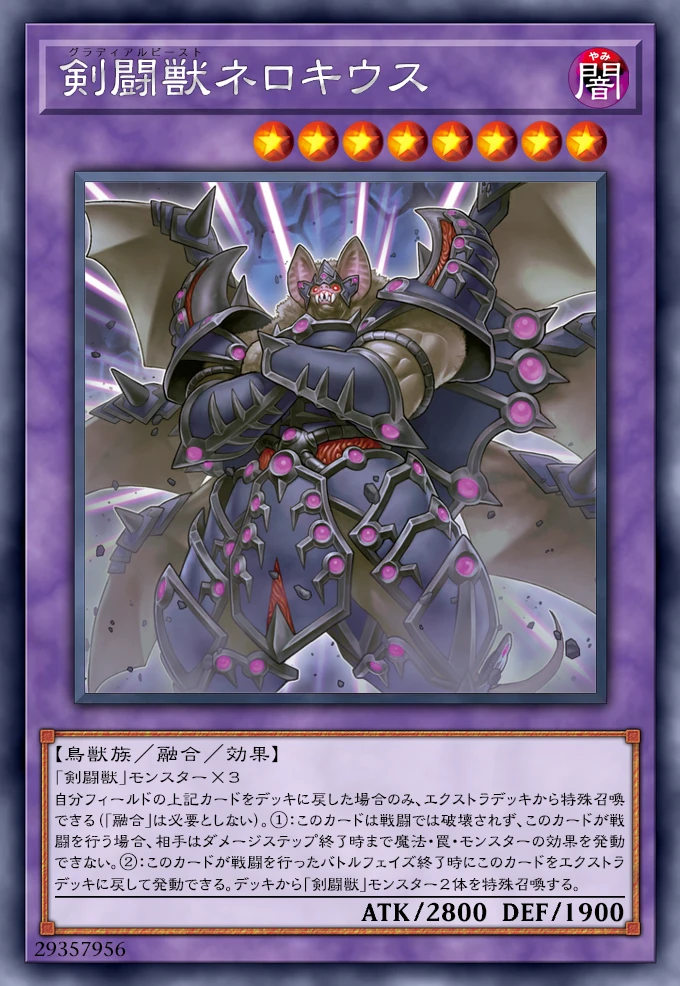 グラディアルビースト
剣闘獣ネロキウス
やみ
闇
【鳥獣族／融合／効果】
「剣闘獣」モンスター×３
自分フィールドの上記カードをデッキに戻した場合のみ、エクストラデッキから特殊召喚
できる（「融合」は必要としない）。①：このカードは戦闘では破壊されず、このカードが戦
闘を行う場合、相手はダメージステップ終了時まで魔法・罠・モンスターの効果を発動
できない。②：このカードが戦闘を行ったバトルフェイズ終了時にこのカードをエクストラ
デッキに戻して発動できる。デッキから「剣闘獣」モンスター２体を特殊召喚する。
ATK/2800 DEF/1900
29357956